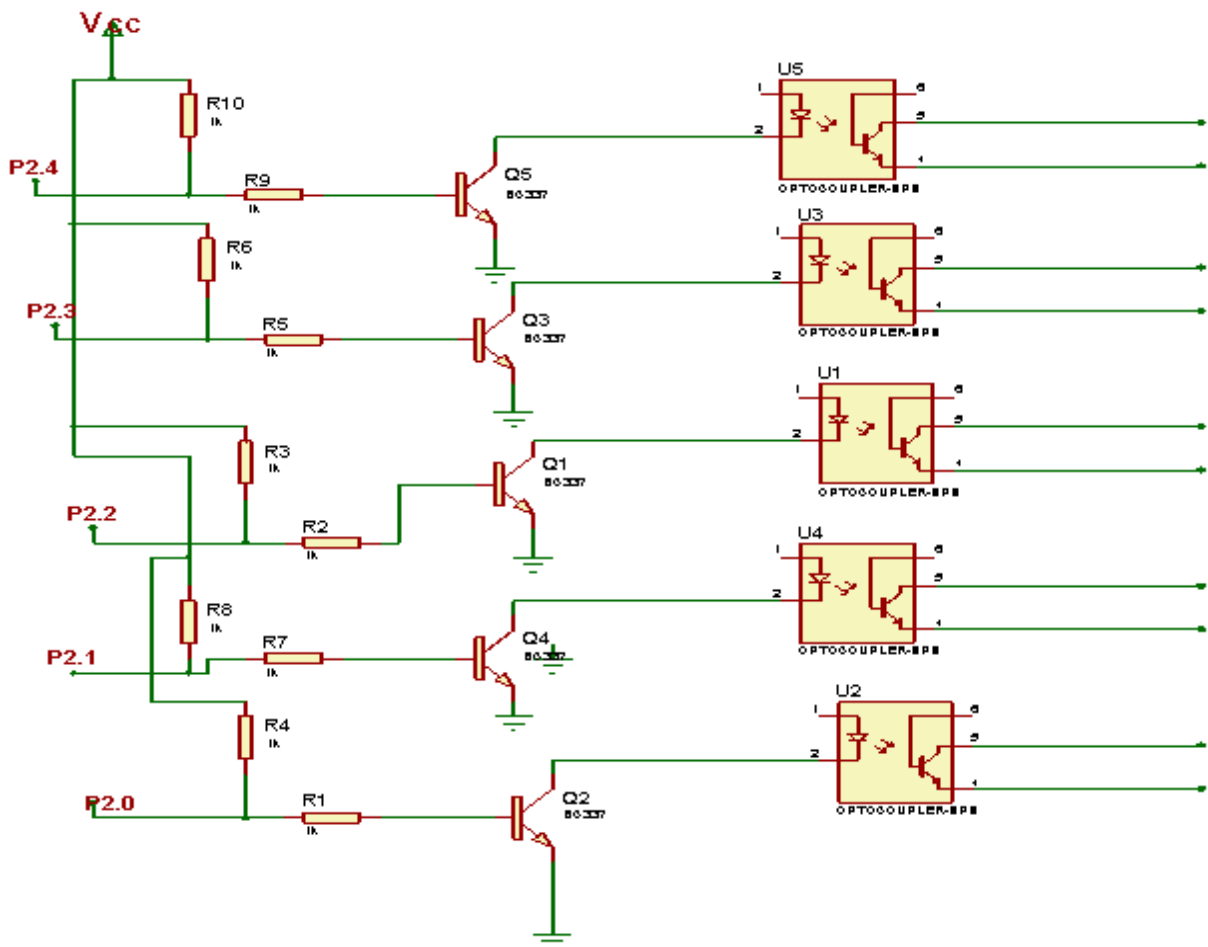 Vcc
U5
1
6
R10
1k
5
Q5
BC337
2
P2.4
4
R9
OPTOCOUPLER-NPN
1k
U3
1
6
R6
1k
5
2
P2.3
R5
Q3
BC337
4
1k
OPTOCOUPLER-NPN
U1
1
6
R3
1k
5
Q1
BC337
2
4
OPTOCOUPLER-NPN
P2.2
R2
1k
U4
1
6
5
R8
1k
2
R7
Q4
BC337
4
P2.1
1k
OPTOCOUPLER-NPN
U2
1
6
R4
1k
5
2
4
P2.0
R1
Q2
BC337
OPTOCOUPLER-NPN
1k